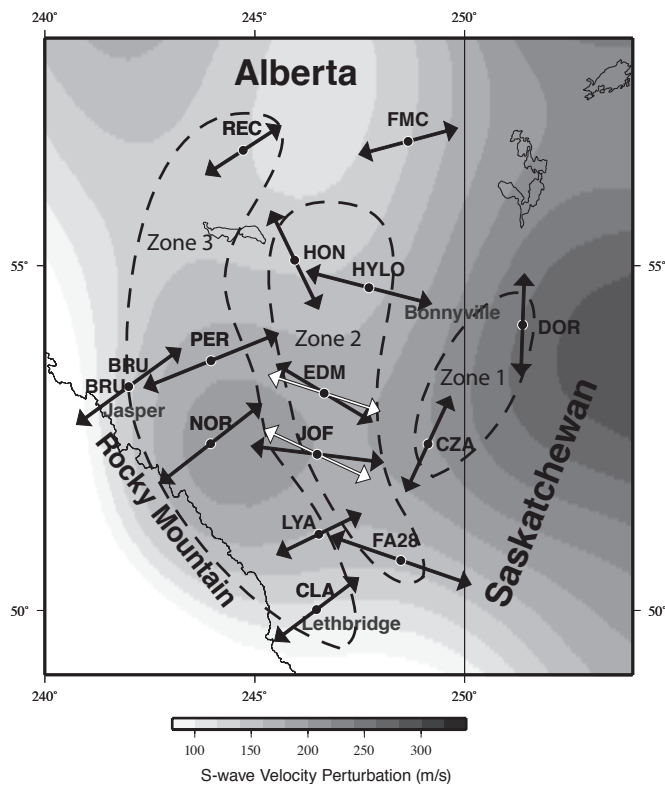 240° 245° 250°
Alberta
REC
FMC
Zone 3
HON
55° 55°
HYLO
Bonnyville
DOR
PER
Zone 2
BRU
EDM
Zone 1
BRU
Jasper
NOR
JOF
CZA
Rocky Mountain
Saskatchewan
LYA
FA28
CLA
50° 50°
Lethbridge
240° 245° 250°
100 150 200 250 300
S-wave Velocity Perturbation (m/s)